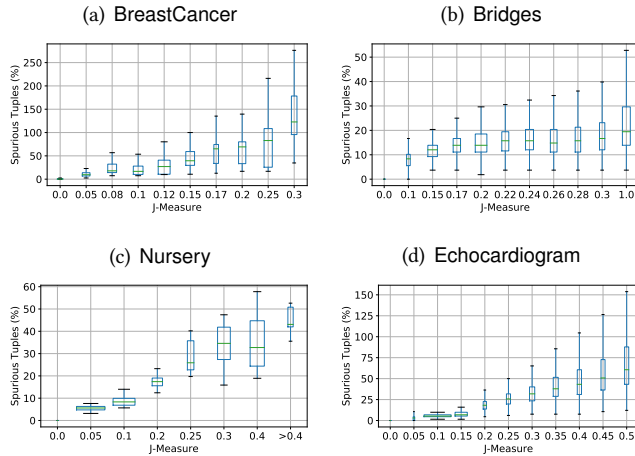 (a) BreastCancer
(b) Bridges
Spurious Tuples (%)
250
200
150
100
50
0
0.0 0.05 0.08 0.1 0.12 0.15 0.17 0.2 0.25 0.3
J-Measure
Spurious Tuples (%)
50
40
30
20
10
0
0.0 0.1 0.15 0.17 0.2 0.22 0.24 0.26 0.28 0.3 1.0
J-Measure
(c) Nursery
(d) Echocardiogram
Spurious Tuples (%)
60
50
40
30
20
10
0
0.0 0.05 0.1 0.2 0.25 0.3 0.4 >0.4
J-Measure
Spurious Tuples (%)
150
125
100
75
50
25
0
0.0 0.05 0.1 0.15 0.2 0.25 0.3 0.35 0.4 0.45 0.5
J-Measure